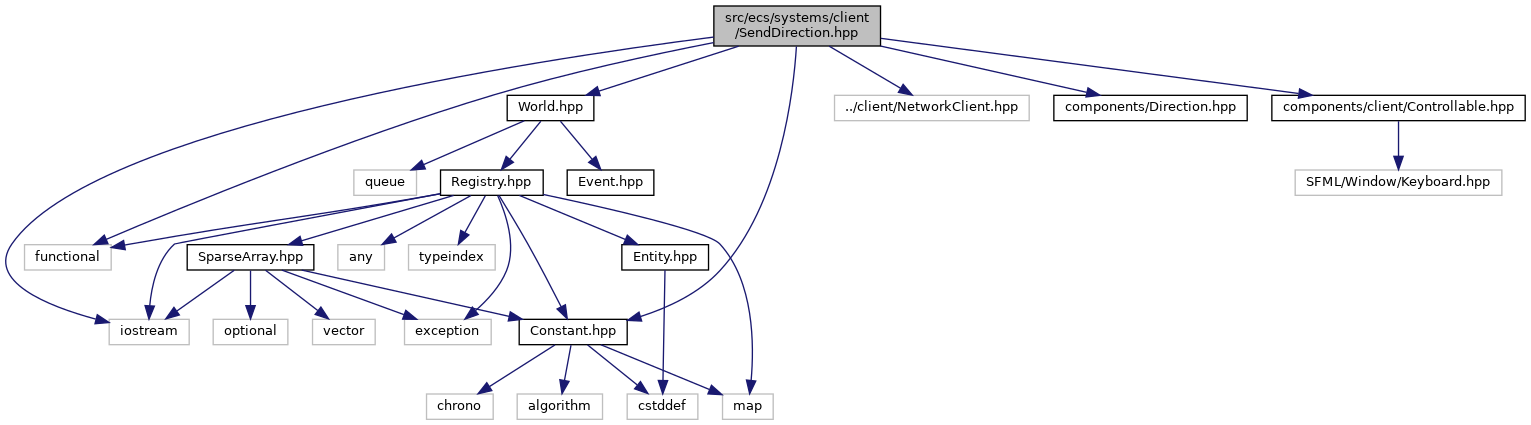 src/ecs/systems/client
/SendDirection.hpp
World.hpp
../client/NetworkClient.hpp
components/Direction.hpp
components/client/Controllable.hpp
queue
Registry.hpp
Event.hpp
SFML/Window/Keyboard.hpp
functional
SparseArray.hpp
any
typeindex
Entity.hpp
iostream
optional
vector
exception
Constant.hpp
chrono
algorithm
cstddef
map